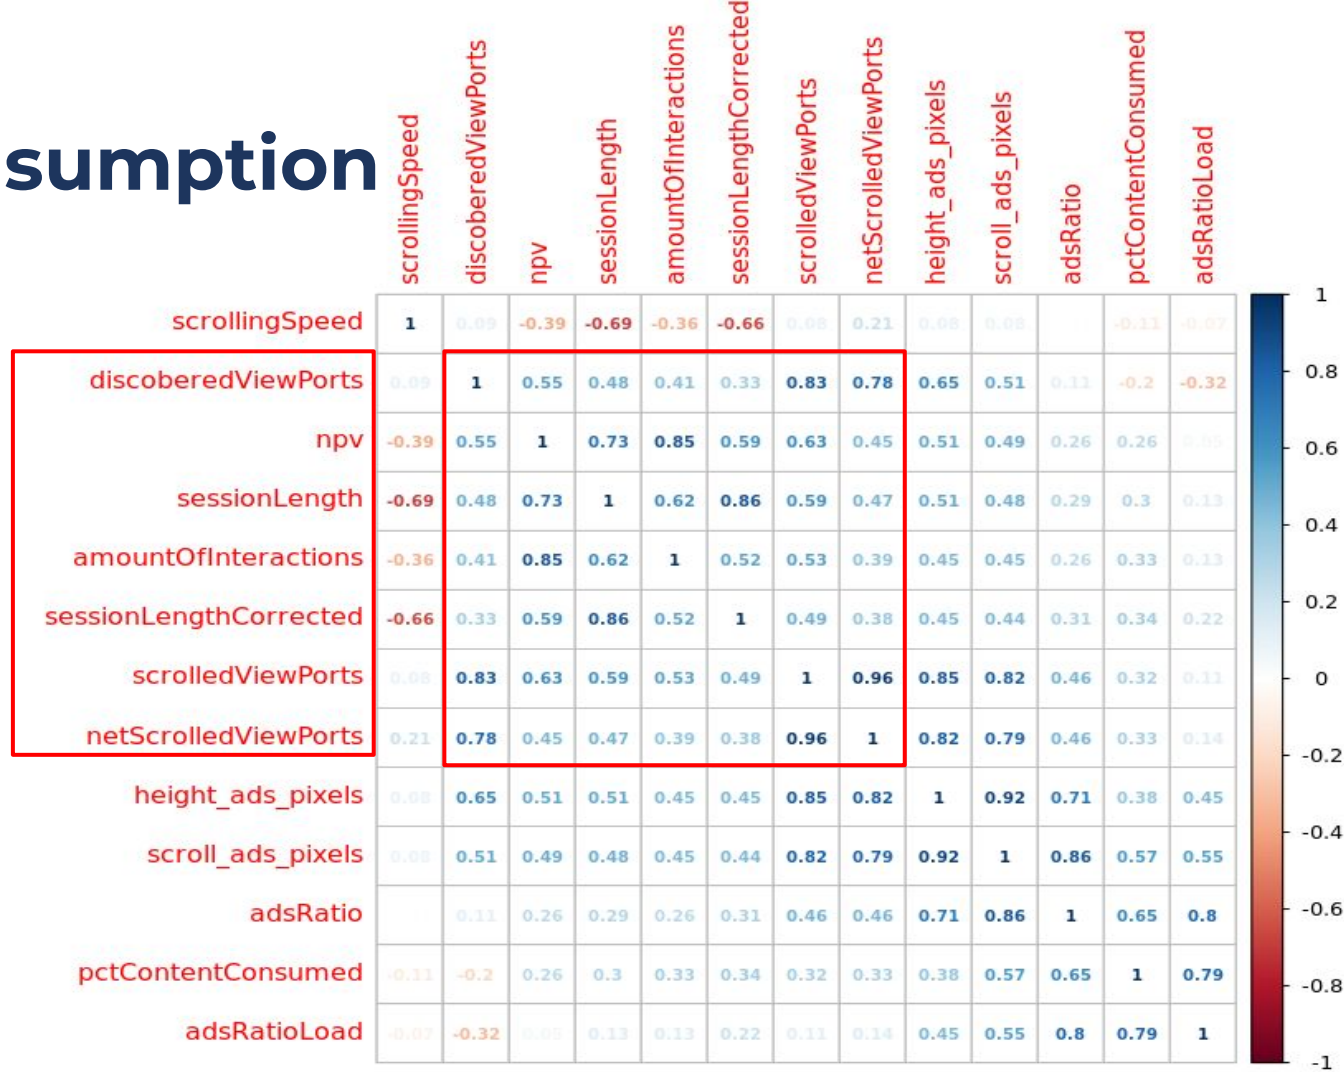 sumption
scrollingSpeed
discoberedViewPorts
npv
sessionLength
amountOfInteractions
sessionLengthCorrected
scrolledViewPorts
netScrolledViewPorts
height_ads_pixels
scroll_ads_pixels
adsRatio
pctContentConsumed
adsRatioLoad
scrollingSpeed 1 0.09 -0.39 -0.69 -0.36 -0.66 0.08 0.21 0.08 0.08 -0.11 -0.07
discoberedViewPorts 0.09 1 0.55 0.48 0.41 0.33 0.83 0.78 0.65 0.51 0.11 -0.2 -0.32
npv -0.39 0.55 1 0.73 0.85 0.59 0.63 0.45 0.51 0.49 0.26 0.26
sessionLength -0.69 0.48 0.73 1 0.62 0.86 0.59 0.47 0.51 0.48 0.29 0.3 0.13
amountOfInteractions -0.36 0.41 0.85 0.62 1 0.52 0.53 0.39 0.45 0.45 0.26 0.33 0.13
sessionLengthCorrected -0.66 0.33 0.59 0.86 0.52 1 0.49 0.38 0.45 0.44 0.31 0.34 0.22
scrolledViewPorts 0.08 0.83 0.63 0.59 0.53 0.49 1 0.96 0.85 0.82 0.46 0.32 0.11
netScrolledViewPorts 0.21 0.78 0.45 0.47 0.39 0.38 0.96 1 0.82 0.79 0.46 0.33 0.14
height_ads_pixels 0.08 0.65 0.51 0.51 0.45 0.45 0.85 0.82 1 0.92 0.71 0.38 0.45
scroll_ads_pixels 0.08 0.51 0.49 0.48 0.45 0.44 0.82 0.79 0.92 1 0.86 0.57 0.55
adsRatio 0.11 0.26 0.29 0.26 0.31 0.46 0.46 0.71 0.86 1 0.65 0.8
pctContentConsumed -0.11 -0.2 0.26 0.3 0.33 0.34 0.32 0.33 0.38 0.57 0.65 1 0.79
adsRatioLoad -0.07 -0.32 0.13 0.13 0.22 0.11 0.14 0.45 0.55 0.8 0.79 1
1
0.8
0.6
0.4
0.2
0
-0.2
-0.4
-0.6
-0.8
-1